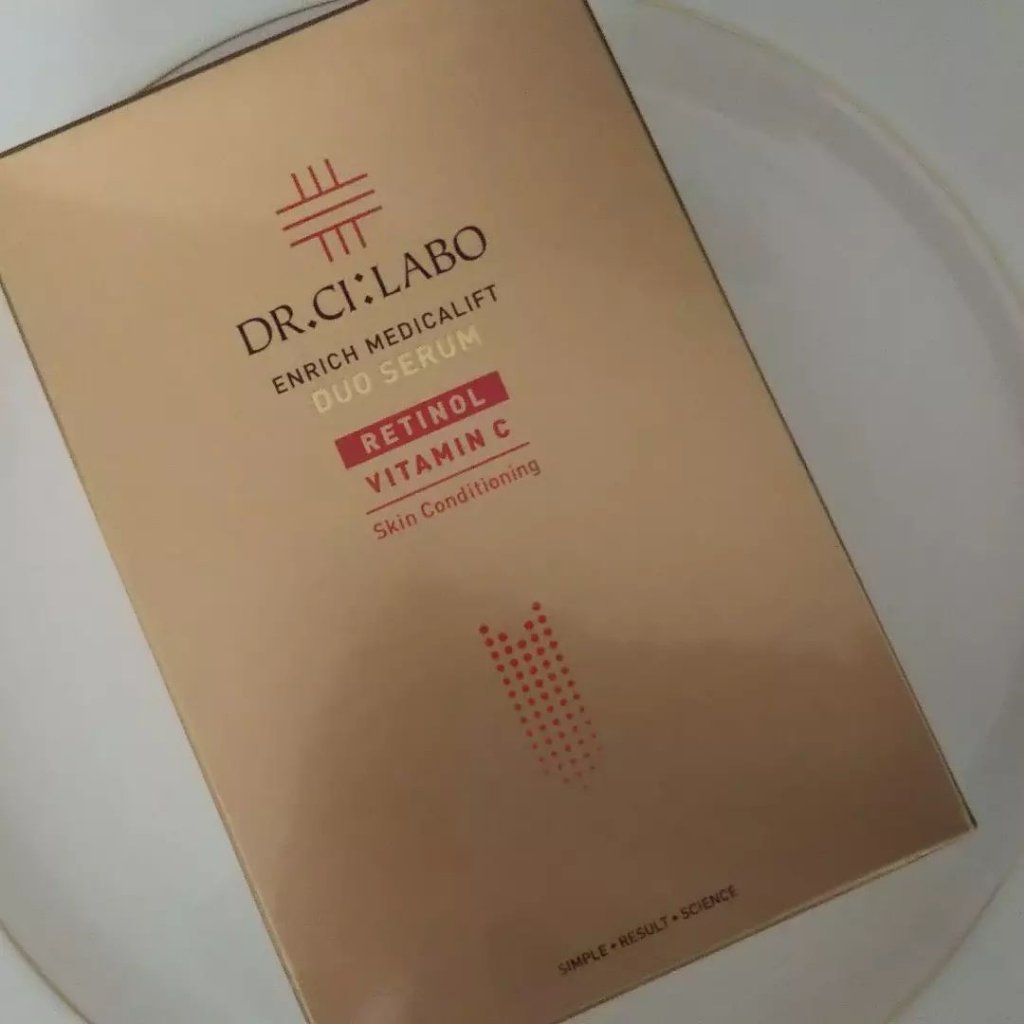 DR.CI:LABO
ENRICH MEDICALIFT
DUO SERUM
RETINOL
VITAMIN C
Skin Conditioning
SIMPLE • RESULT • SCIENCE